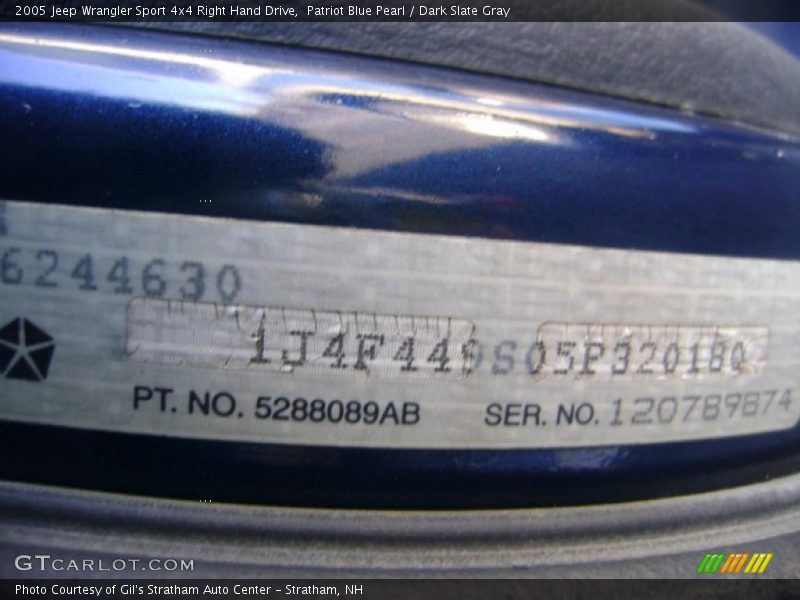 2005 Jeep Wrangler Sport 4x4 Right Hand Drive, Patriot Blue Pearl / Dark Slate Gray
6244630
1J4F449S05P320180
PT. NO. 5288089AB SER. NO. 120789874
GTCARLOT.COM
Photo Courtesy of Gil's Stratham Auto Center - Stratham, NH